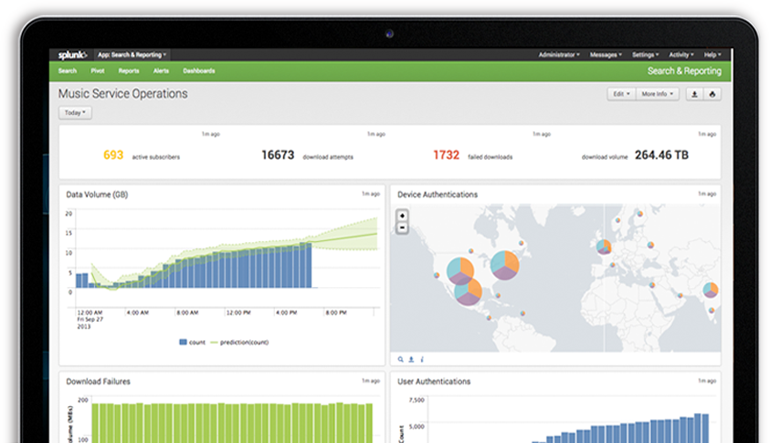 splunk> App: Search & Reporting Administrator Messages Settings Activity Help
Search Pivot Reports Alerts Dashboards Search & Reporting
Music Service Operations Edit More Info
Today
1m ago 1m ago 1m ago 1m ago
693 active subscribers 16673 download attempts 1732 failed downloads download volume 264.46 TB
Data Volume (GB) 1m ago
20
15
10
5
0
12:00 AM 4:00 AM 8:00 AM 12:00 PM 4:00 PM 8:00 PM
Fri Sep 27
2013
count prediction(count)
Device Authentications 1m ago
+
-
Download Failures 1m ago
200
100
User Authentications 1m ago
7,500
5,000
Count